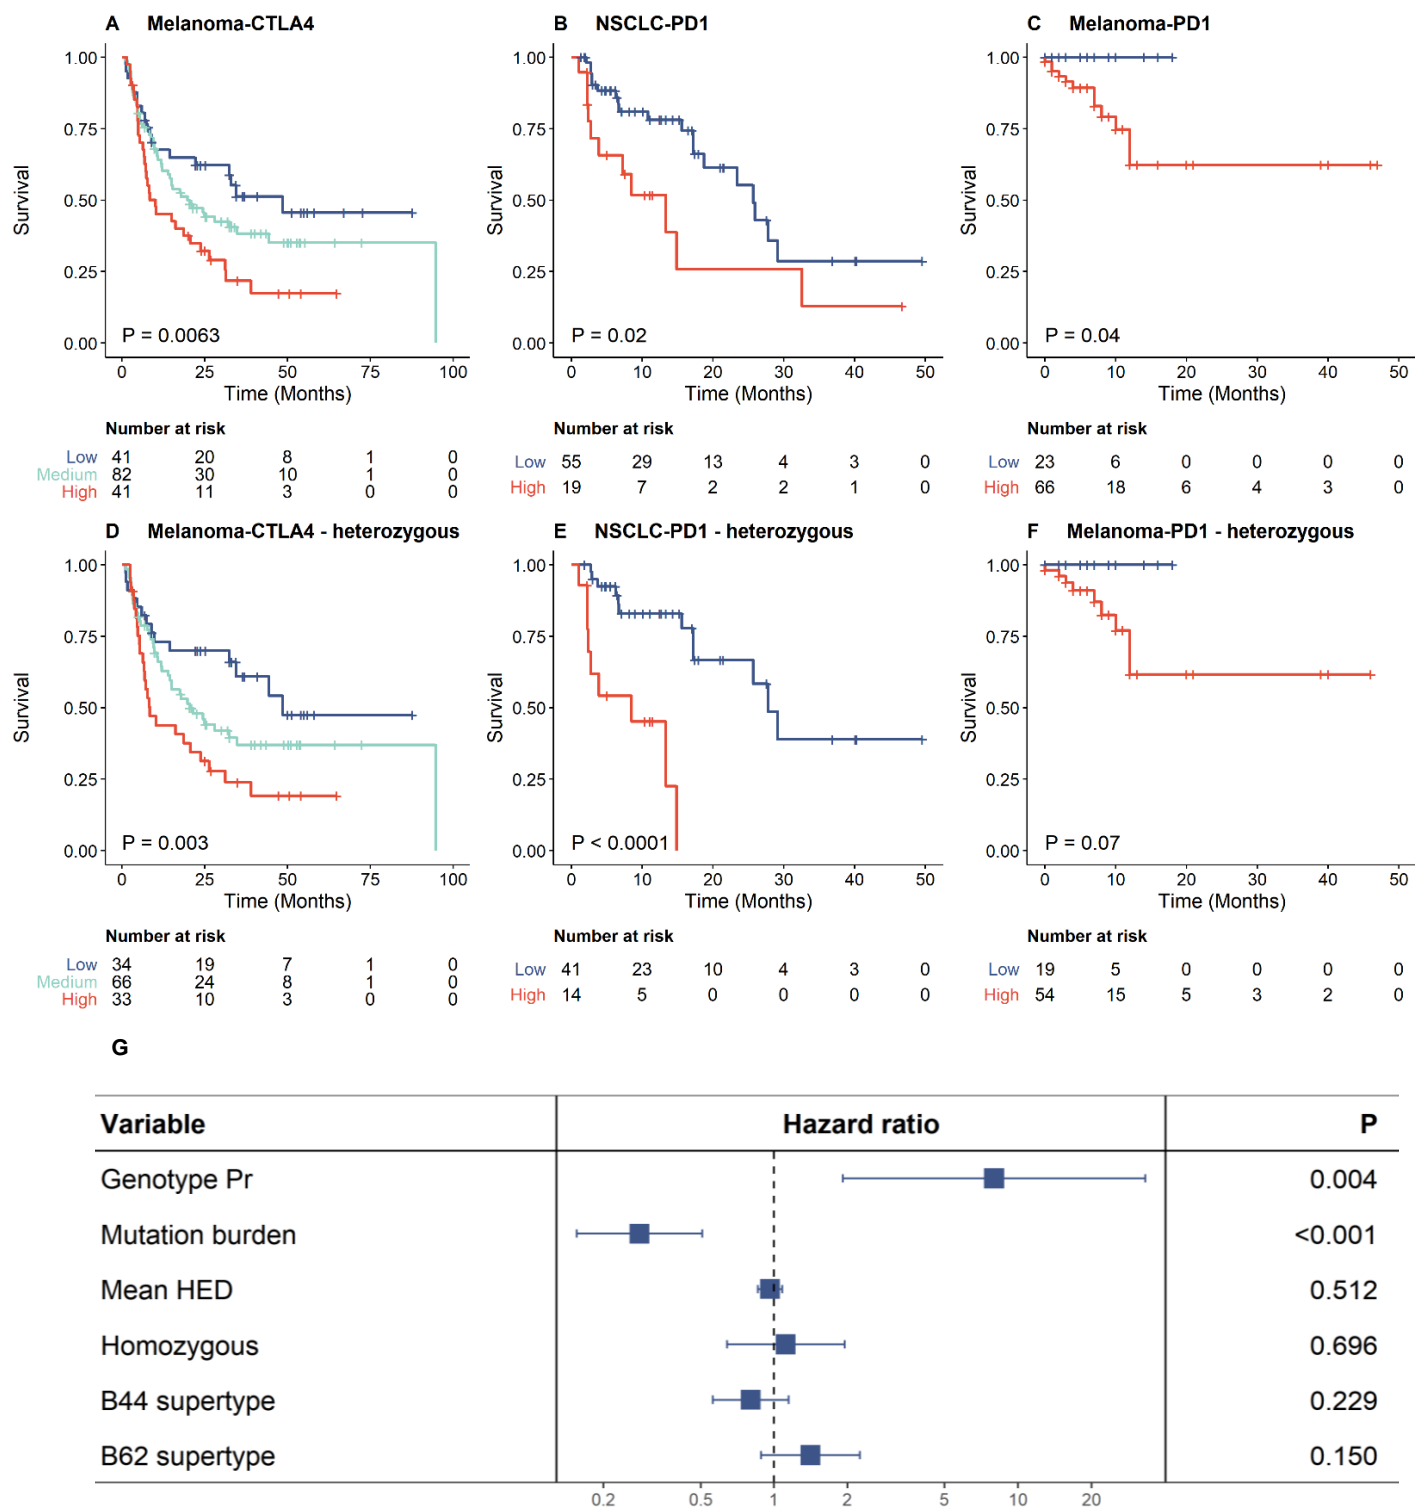 A Melanoma-CTLA4
1.00
0.75
0.50
0.25
0.00
Survival
P = 0.0063
0 25 50 75 100
Time (Months)
Number at risk
Low 41 20 8 1 0
Medium 82 30 10 1 0
High 41 11 3 0 0
B NSCLC-PD1
1.00
0.75
0.50
0.25
0.00
Survival
P = 0.02
0 10 20 30 40 50
Time (Months)
Number at risk
Low 55 29 13 4 3 0
High 19 7 2 2 1 0
C Melanoma-PD1
1.00
0.75
0.50
0.25
0.00
Survival
P = 0.04
0 10 20 30 40 50
Time (Months)
Number at risk
Low 23 6 0 0 0 0
High 66 18 6 4 3 0
D Melanoma-CTLA4 - heterozygous
1.00
0.75
0.50
0.25
0.00
Survival
P = 0.003
0 25 50 75 100
Time (Months)
Number at risk
Low 34 19 7 1 0
Medium 66 24 8 1 0
High 33 10 3 0 0
E NSCLC-PD1 - heterozygous
1.00
0.75
0.50
0.25
0.00
Survival
P < 0.0001
0 10 20 30 40 50
Time (Months)
Number at risk
Low 41 23 10 4 3 0
High 14 5 0 0 0 0
F Melanoma-PD1 - heterozygous
1.00
0.75
0.50
0.25
0.00
Survival
P = 0.07
0 10 20 30 40 50
Time (Months)
Number at risk
Low 19 5 0 0 0 0
High 54 15 5 3 2 0
G
Variable Hazard ratio P
Genotype Pr 0.004
Mutation burden <0.001
Mean HED 0.512
Homozygous 0.696
B44 supertype 0.229
B62 supertype 0.150
0.2 0.5 1 2 5 10 20